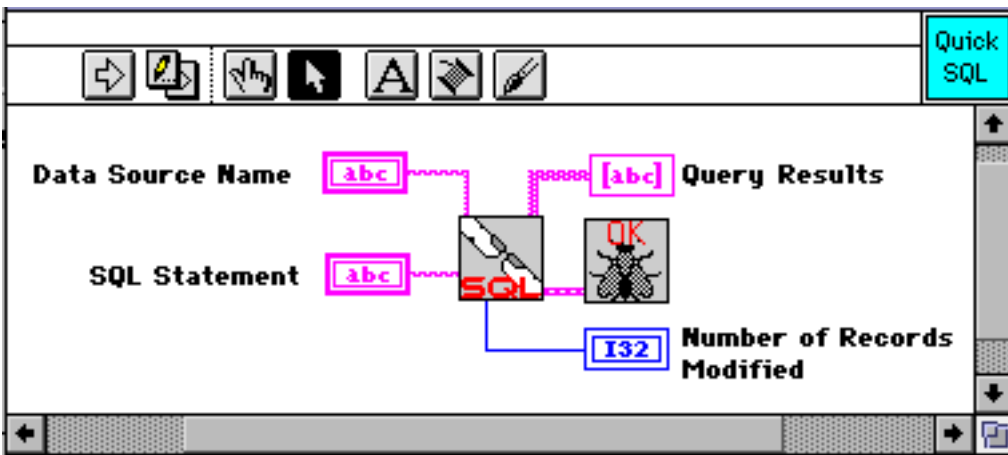 Quick
SQL
A
Data Source Name
abc
[abc]
Query Results
OK
SQL Statement
abc
SQL
I32
Number of Records
Modified